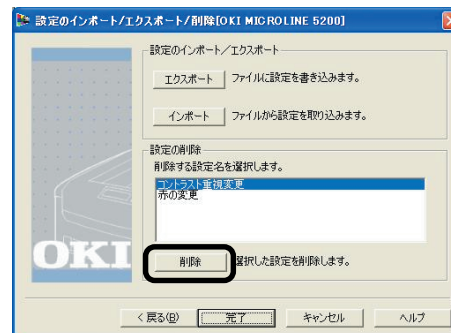 設定のインポート/エクスポート/削除[OKI MICROLINE 5200]
設定のインポート/エクスポート
エクスポート ファイルに設定を書き込みます。
インポート ファイルから設定を取り込みます。
設定の削除
削除する設定名を選択します。
コントラスト重視変更
赤の変更
OKI
削除 選択した設定を削除します。
< 戻る(B) 完了 キャンセル ヘルプ